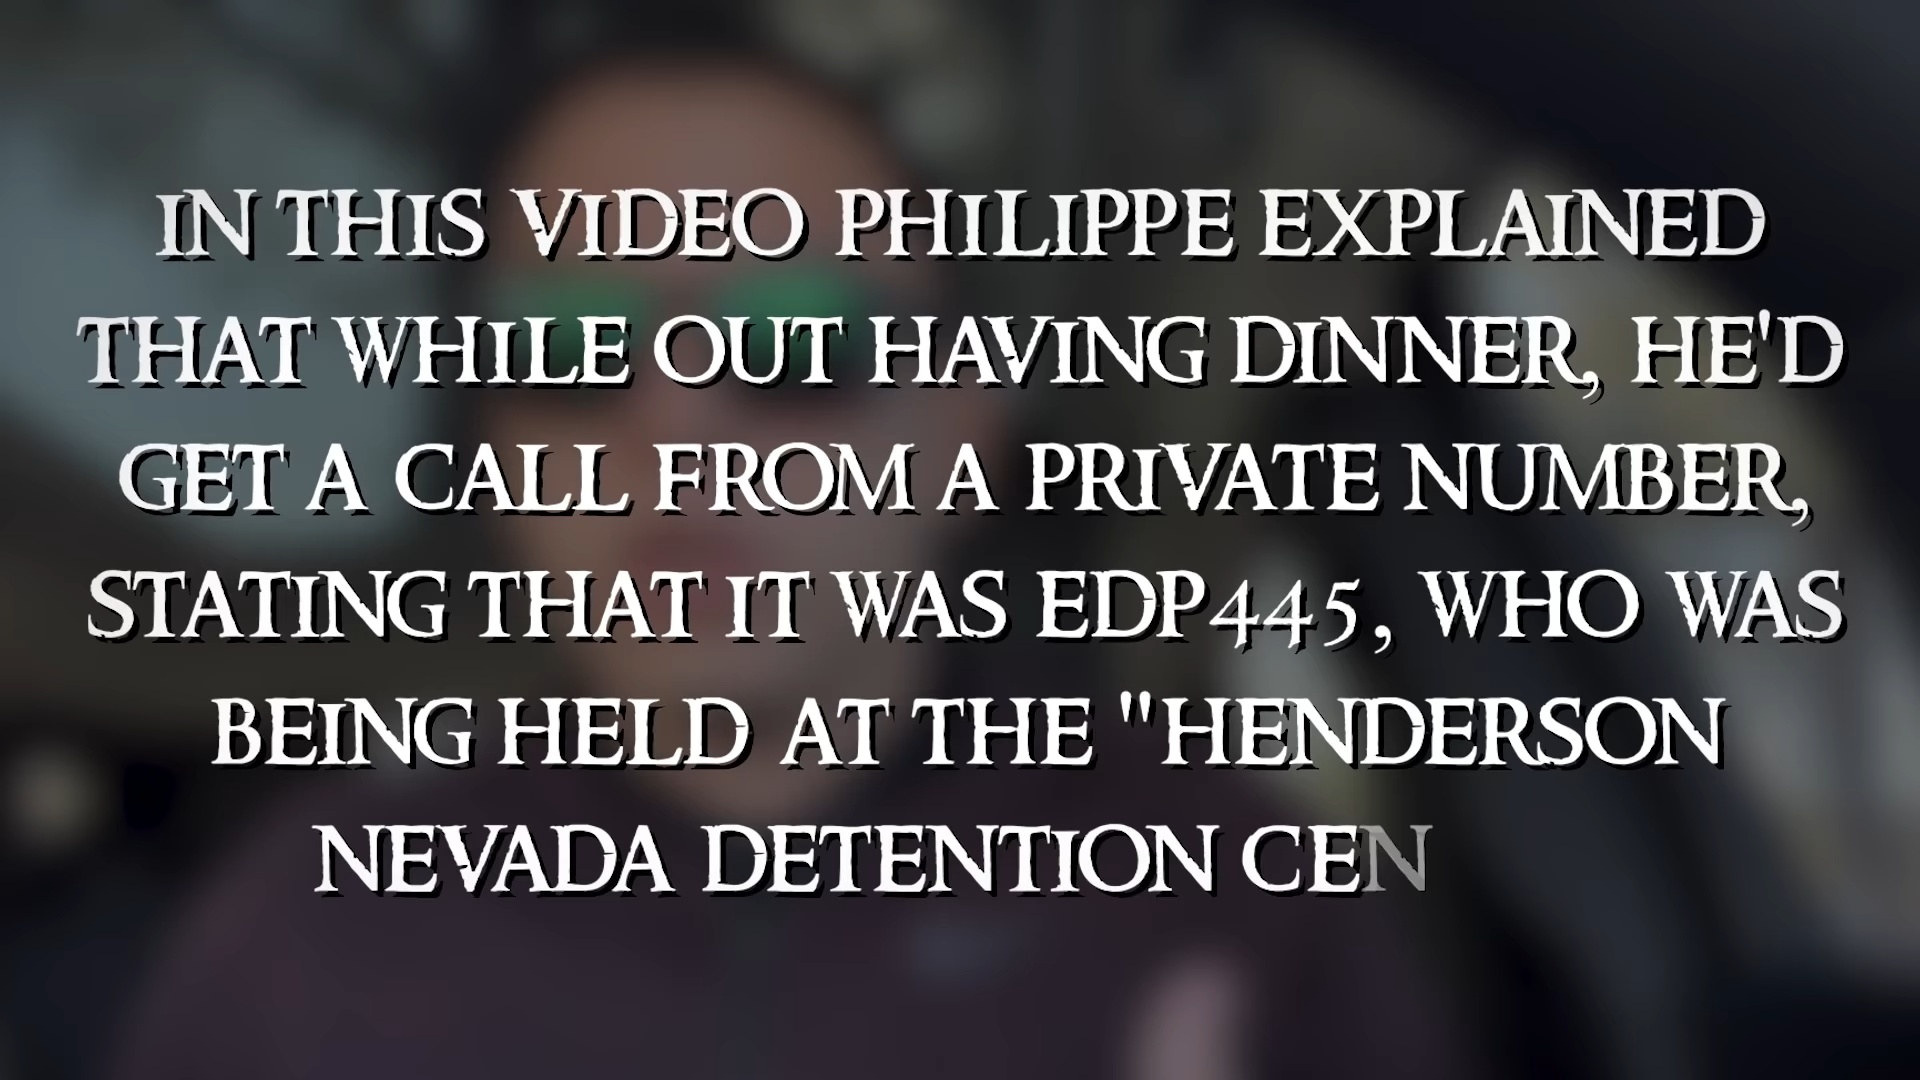 IN THIS VIDEO PHILIPPE EXPLAINED
THAT WHILE OUT HAVING DINNER, HE'D
GET A CALL FROM A PRIVATE NUMBER,
STATING THAT IT WAS EDP445, WHO WAS
BEING HELD AT THE "HENDERSON
NEVADA DETENTION CEN